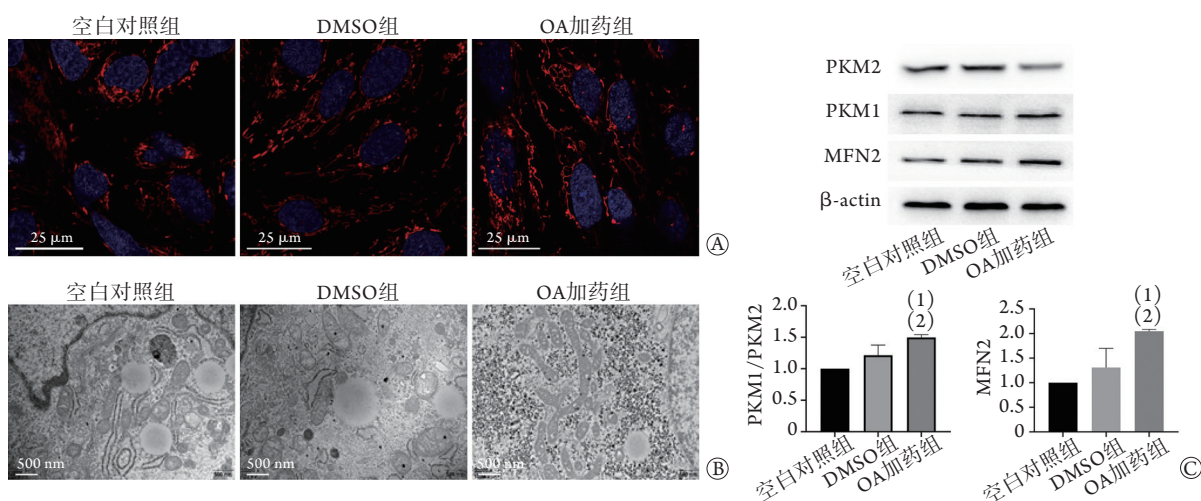 空白对照组 DMSO组 OA加药组
25 μm 25 μm 25 μm
Ⓐ
空白对照组 DMSO组 OA加药组
500 nm 500 nm 500 nm
Ⓑ
PKM2
PKM1
MFN2
β-actin
空白对照组 DMSO组 OA加药组
PKM1/PKM2
2.0
1.5
1.0
0.5
0
(1)
(2)
空白对照组 DMSO组 OA加药组
MFN2
2.5
2.0
1.5
1.0
0.5
0
(1)
(2)
空白对照组 DMSO组 OA加药组
Ⓒ